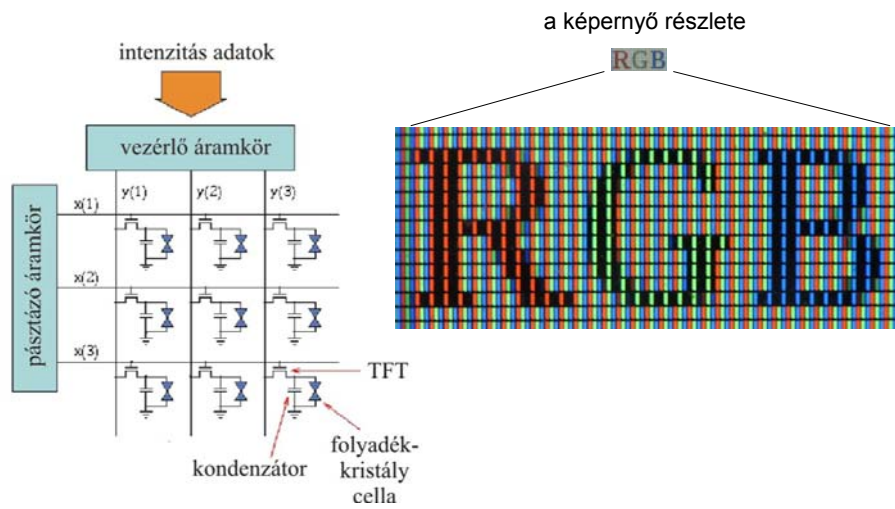 a képernyő részlete
RGB
RGB
intenzitás adatok
vezérlő áramkör
pásztázó áramkör
y(1) y(2) y(3)
x(1)
x(2)
x(3)
TFT
kondenzátor
folyadék-
kristály
cella